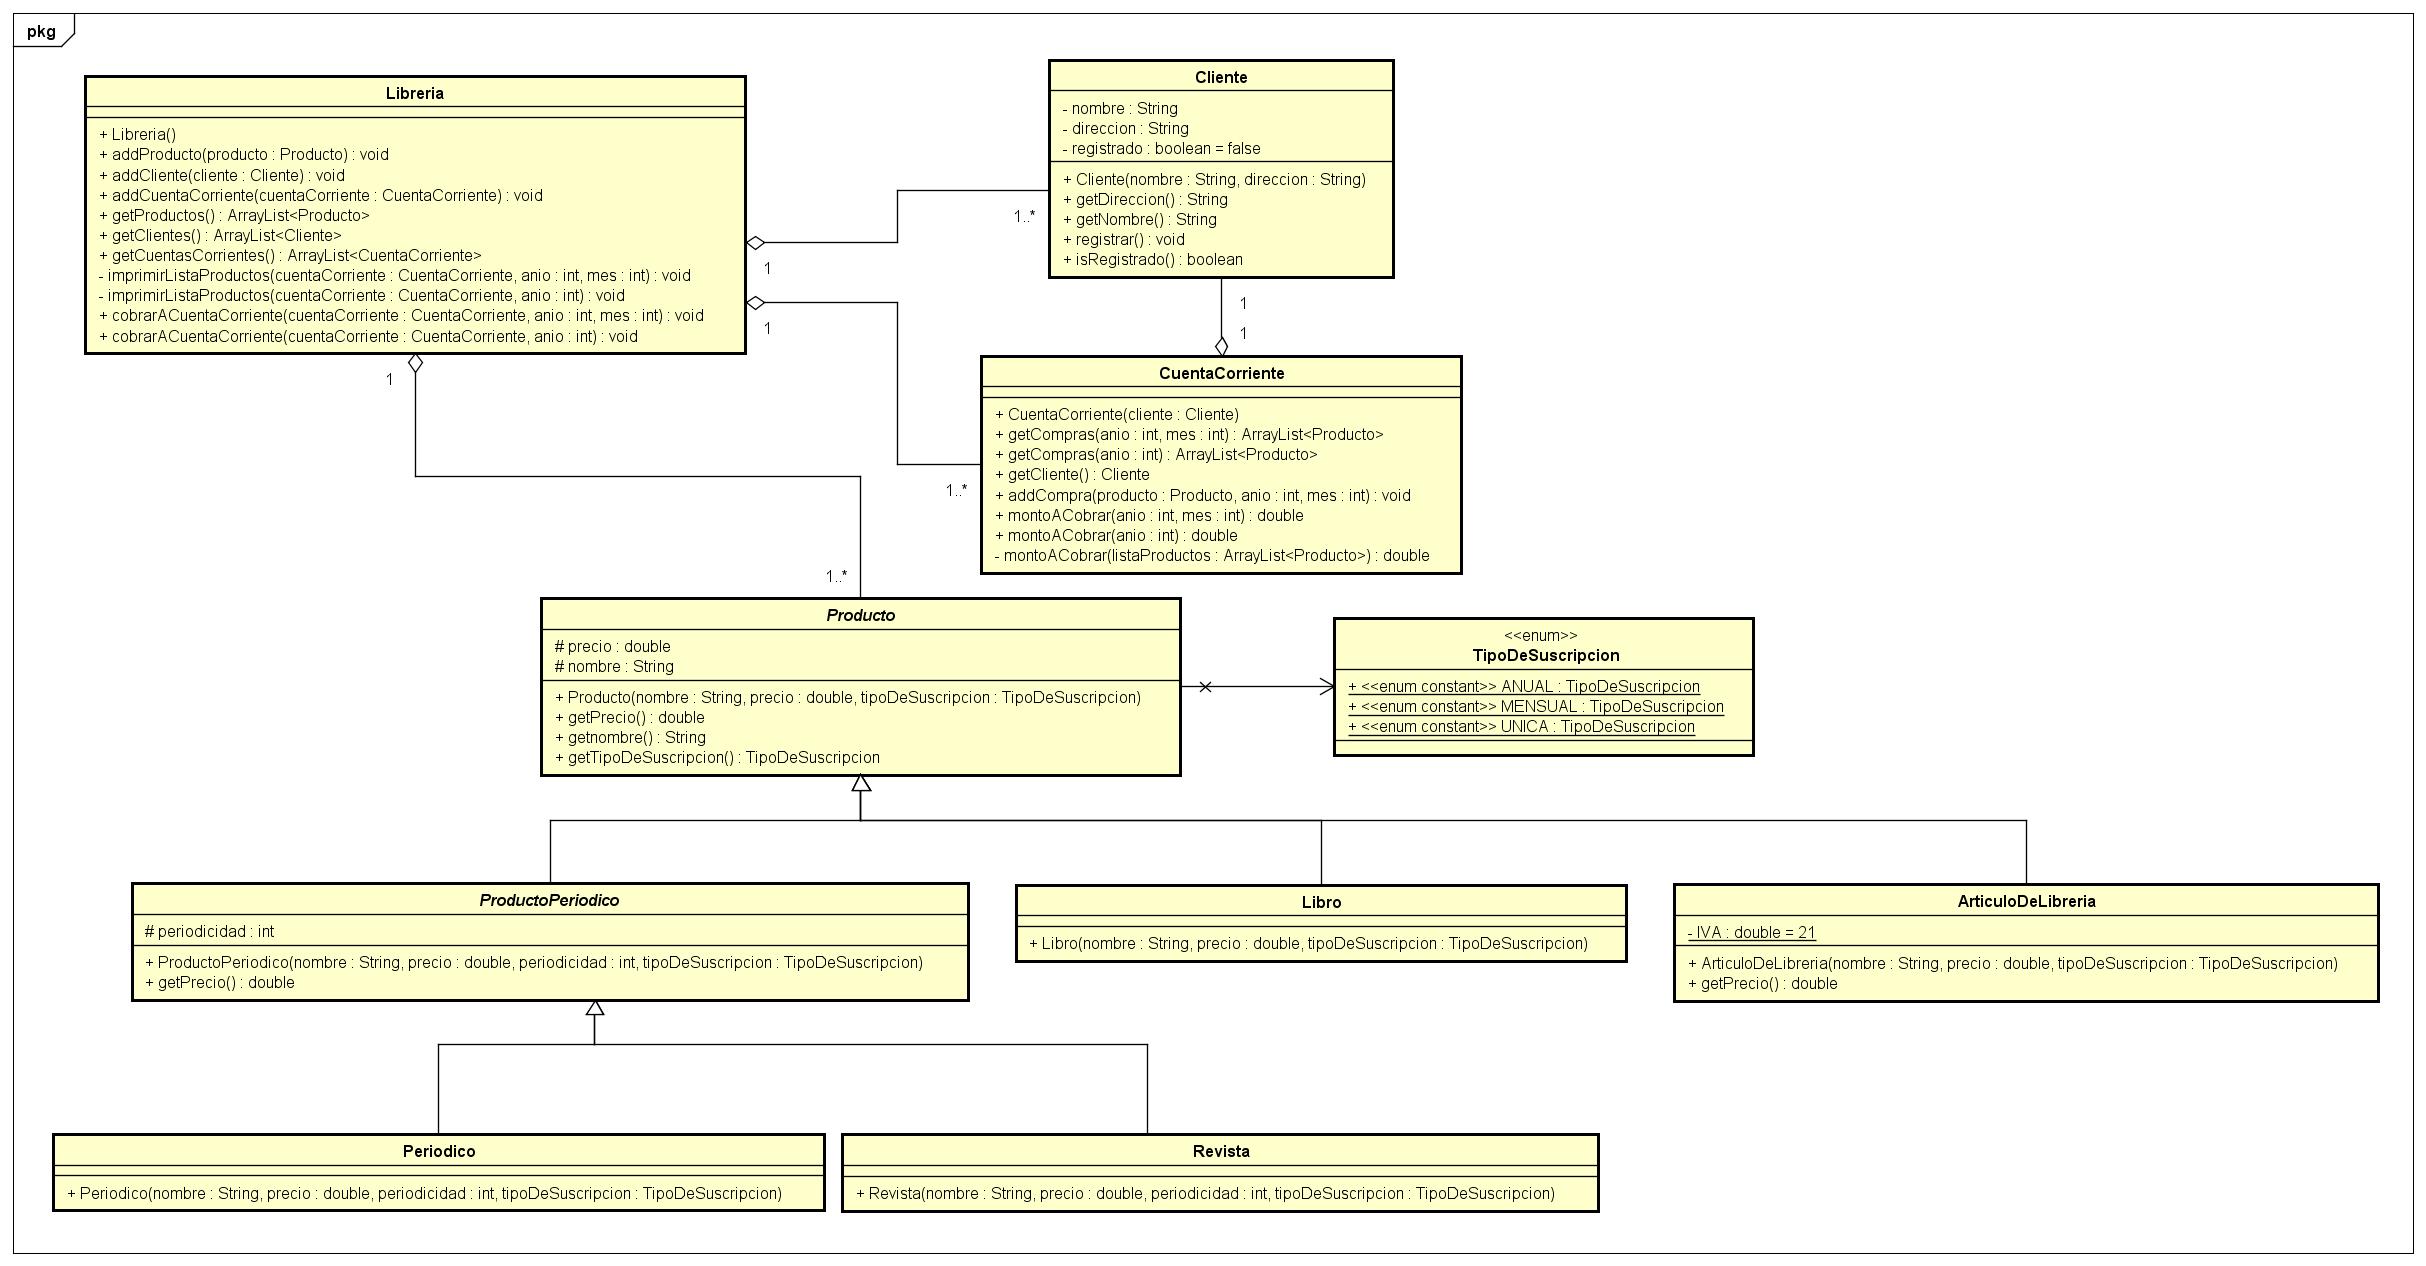 pkg
Libreria
+ Libreria()
+ addProducto(producto : Producto) : void
+ addCliente(cliente : Cliente) : void
+ addCuentaCorriente(cuentaCorriente : CuentaCorriente) : void
+ getProductos() : ArrayList<Producto>
+ getClientes() : ArrayList<Cliente>
+ getCuentasCorrientes() : ArrayList<CuentaCorriente>
- imprimirListaProductos(cuentaCorriente : CuentaCorriente, anio : int, mes : int) : void
- imprimirListaProductos(cuentaCorriente : CuentaCorriente, anio : int) : void
+ cobrarACuentaCorriente(cuentaCorriente : CuentaCorriente, anio : int, mes : int) : void
+ cobrarACuentaCorriente(cuentaCorriente : CuentaCorriente, anio : int) : void
1
1..*
1
1..*
1
1..*
Cliente
- nombre : String
- direccion : String
- registrado : boolean = false
+ Cliente(nombre : String, direccion : String)
+ getDireccion() : String
+ getNombre() : String
+ registrar() : void
+ isRegistrado() : boolean
1
1
CuentaCorriente
+ CuentaCorriente(cliente : Cliente)
+ getCompras(anio : int, mes : int) : ArrayList<Producto>
+ getCompras(anio : int) : ArrayList<Producto>
+ getCliente() : Cliente
+ addCompra(producto : Producto, anio : int, mes : int) : void
+ montoACobrar(anio : int, mes : int) : double
+ montoACobrar(anio : int) : double
- montoACobrar(listaProductos : ArrayList<Producto>) : double
Producto
# precio : double
# nombre : String
+ Producto(nombre : String, precio : double, tipoDeSuscripcion : TipoDeSuscripcion)
+ getPrecio() : double
+ getnombre() : String
+ getTipoDeSuscripcion() : TipoDeSuscripcion
<<enum>>
TipoDeSuscripcion
+ <<enum constant>> ANUAL : TipoDeSuscripcion
+ <<enum constant>> MENSUAL : TipoDeSuscripcion
+ <<enum constant>> UNICA : TipoDeSuscripcion
ProductoPeriodico
# periodicidad : int
+ ProductoPeriodico(nombre : String, precio : double, periodicidad : int, tipoDeSuscripcion : TipoDeSuscripcion)
+ getPrecio() : double
Libro
+ Libro(nombre : String, precio : double, tipoDeSuscripcion : TipoDeSuscripcion)
ArticuloDeLibreria
- IVA : double = 21
+ ArticuloDeLibreria(nombre : String, precio : double, tipoDeSuscripcion : TipoDeSuscripcion)
+ getPrecio() : double
Periodico
+ Periodico(nombre : String, precio : double, periodicidad : int, tipoDeSuscripcion : TipoDeSuscripcion)
Revista
+ Revista(nombre : String, precio : double, periodicidad : int, tipoDeSuscripcion : TipoDeSuscripcion)